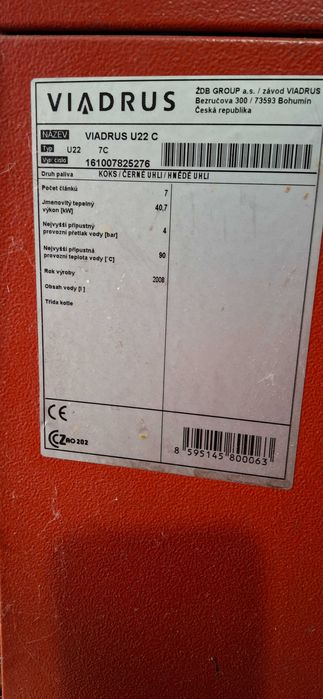 VIADRUS
ŽDB GROUP a.s. / závod VIADRUS
Bezručova 300 / 73593 Bohumín
Česká republika
NÁZEV VIADRUS U22 C
Typ U22 7C
Výr. číslo 161007825276
Druh paliva KOKS / ČERNÉ UHLÍ / HNĚDÉ UHLÍ
Počet článků 7
Jmenovitý tepelný
výkon [kW] 40,7
Nejvyšší přípustný
provozní přetlak vody [bar] 4
Nejvyšší přípustná
provozní teplota vody [°C] 90
Rok výroby 2008
Obsah vody [l]
Třída kotle
CE
CCZ AO 202
8 595145 800063